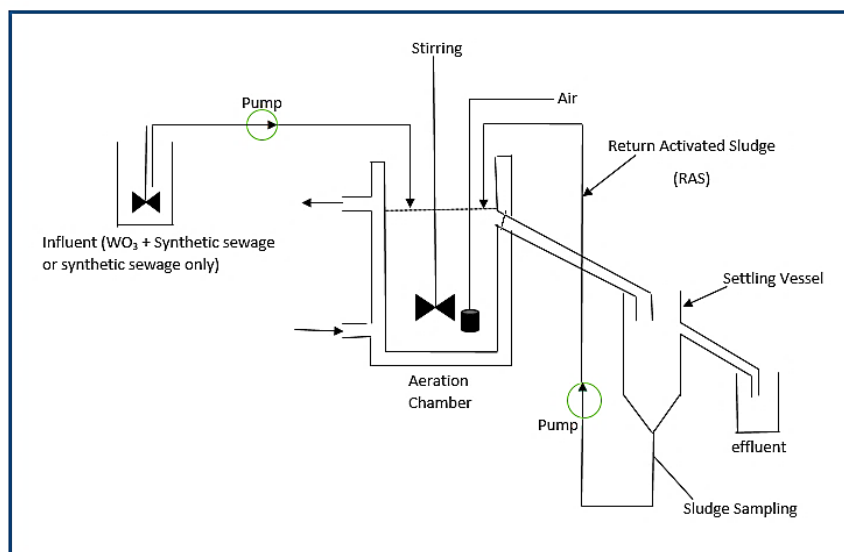 Stirring
Pump
Air
Return Activated Sludge
(RAS)
Influent (WO₃ + Synthetic sewage
or synthetic sewage only)
Settling Vessel
Aeration
Chamber
Pump
effluent
Sludge Sampling